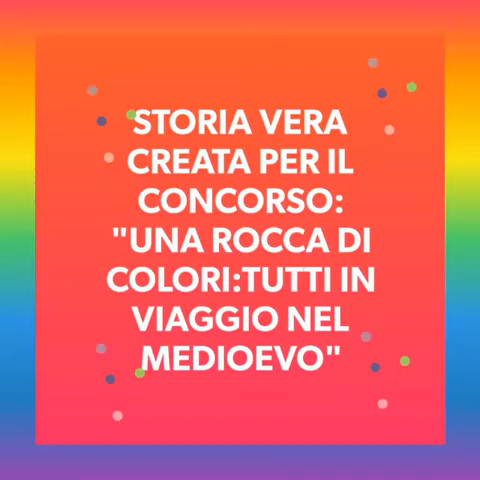 STORIA VERA
CREATA PER IL
CONCORSO:
"UNA ROCCA DI
COLORI:TUTTI IN
VIAGGIO NEL
MEDIOEVO"